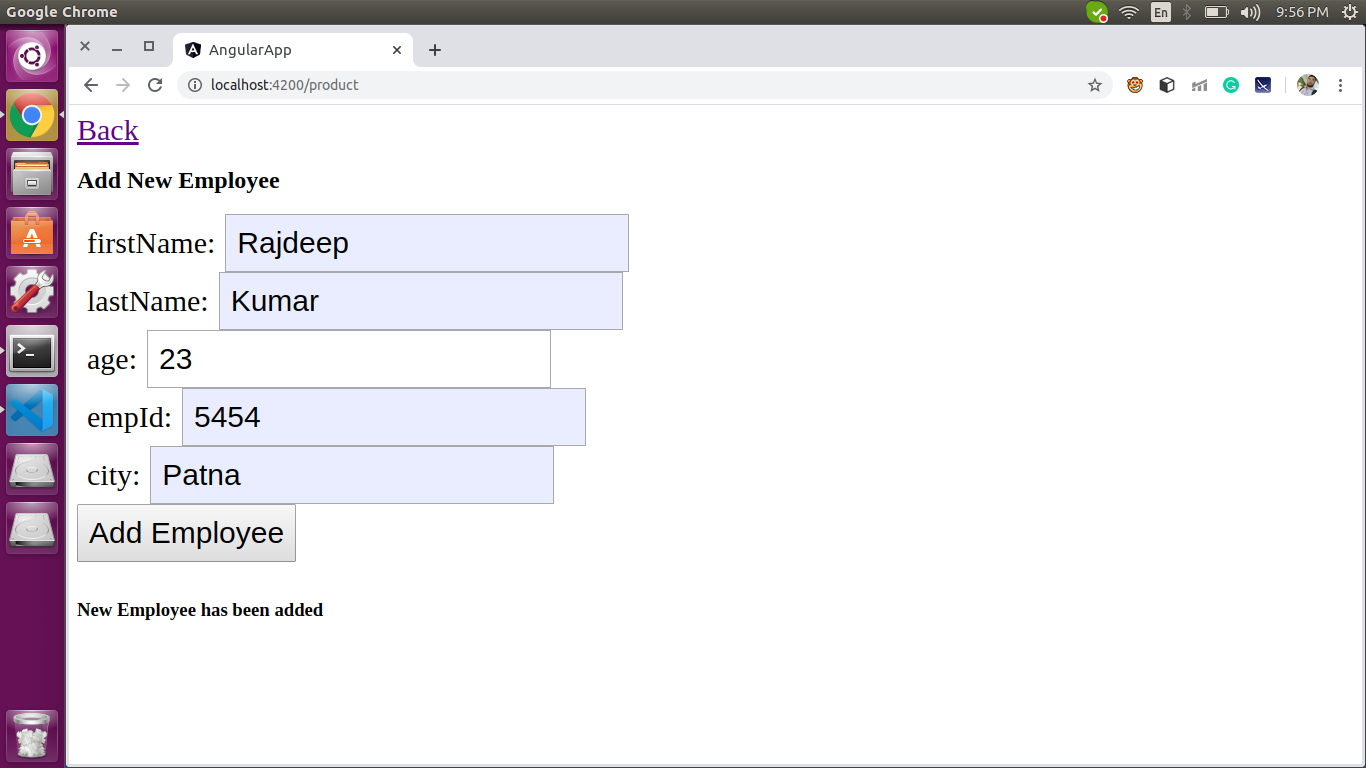 Google Chrome
En
9:56 PM
AngularApp
localhost:4200/product
Back
Add New Employee
firstName: Rajdeep
lastName: Kumar
age: 23
empId: 5454
city: Patna
Add Employee
New Employee has been added